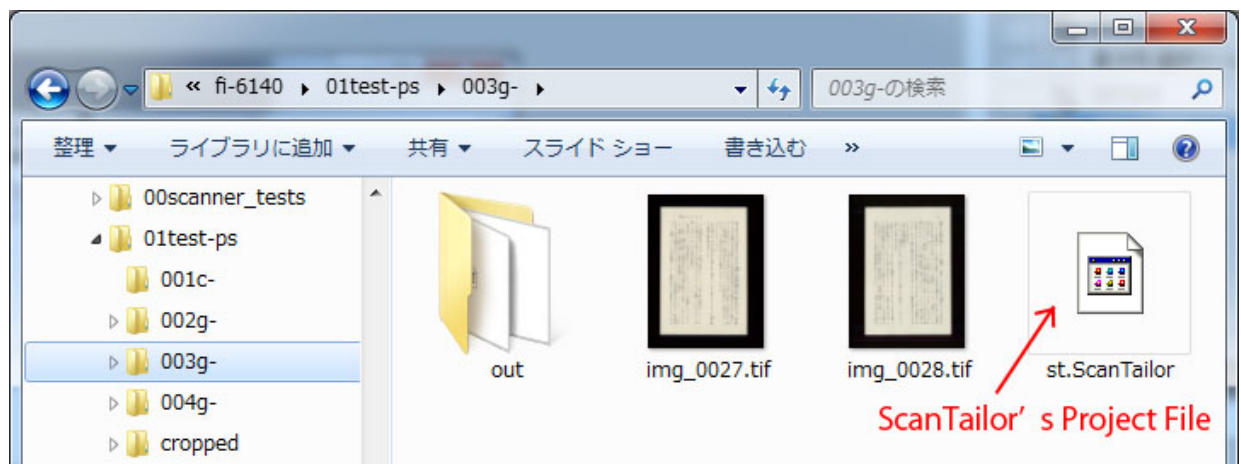 « fi-6140 ▸ 01test-ps ▸ 003g- ▸
003g-の検索
整理 ▼ ライブラリに追加 ▼ 共有 ▼ スライド ショー 書き込む »
00scanner_tests
01test-ps
001c-
002g-
003g-
004g-
cropped
out
img_0027.tif
img_0028.tif
st.ScanTailor
ScanTailor’s Project File